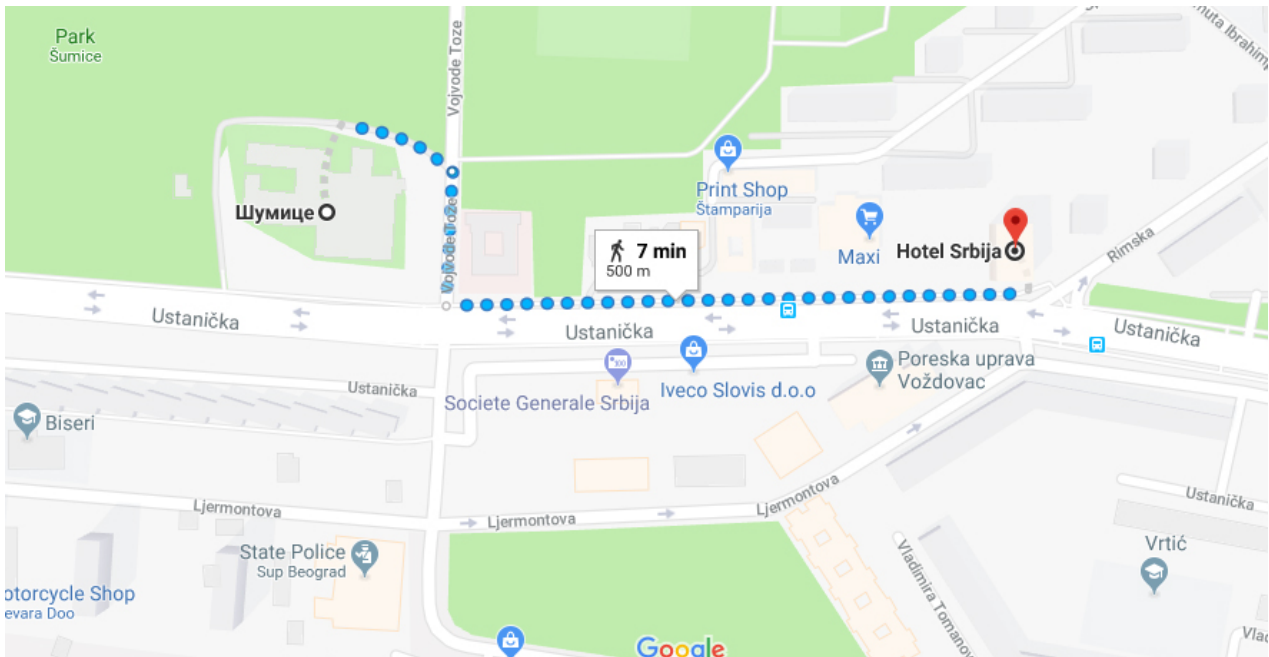 Park
Šumice
Vojvode Toze
Print Shop
Štamparija
Шумице
Vojvode Toze
7 min
500 m
Maxi
Hotel Srbija
Rimska
Ustanička
Ustanička
Ustanička
Ustanička
Ustanička
Societe Generale Srbija
Iveco Slovis d.o.o
Poreska uprava
Voždovac
Biseri
Ljermontova
Ljermontova
Ljermontova
Ustanička
State Police
Sup Beograd
Vladimira Tomanov
Vrtić
otorcycle Shop
evara Doo
Google